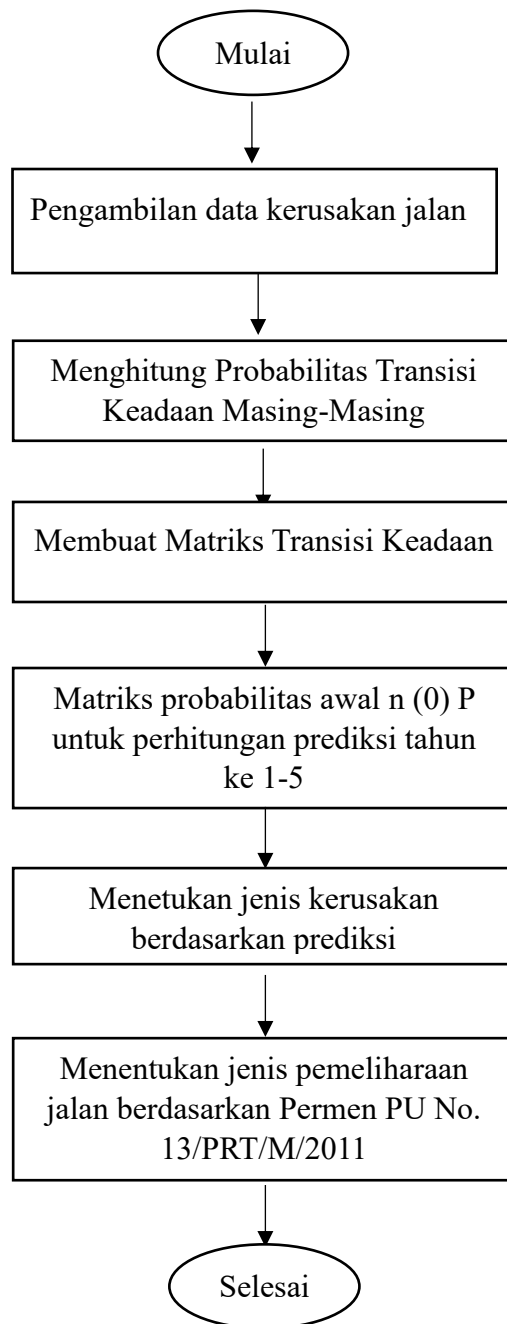 Mulai
Pengambilan data kerusakan jalan
Menghitung Probabilitas Transisi
Keadaan Masing-Masing
Membuat Matriks Transisi Keadaan
Matriks probabilitas awal n (0) P
untuk perhitungan prediksi tahun
ke 1-5
Menetukan jenis kerusakan
berdasarkan prediksi
Menentukan jenis pemeliharaan
jalan berdasarkan Permen PU No.
13/PRT/M/2011
Selesai